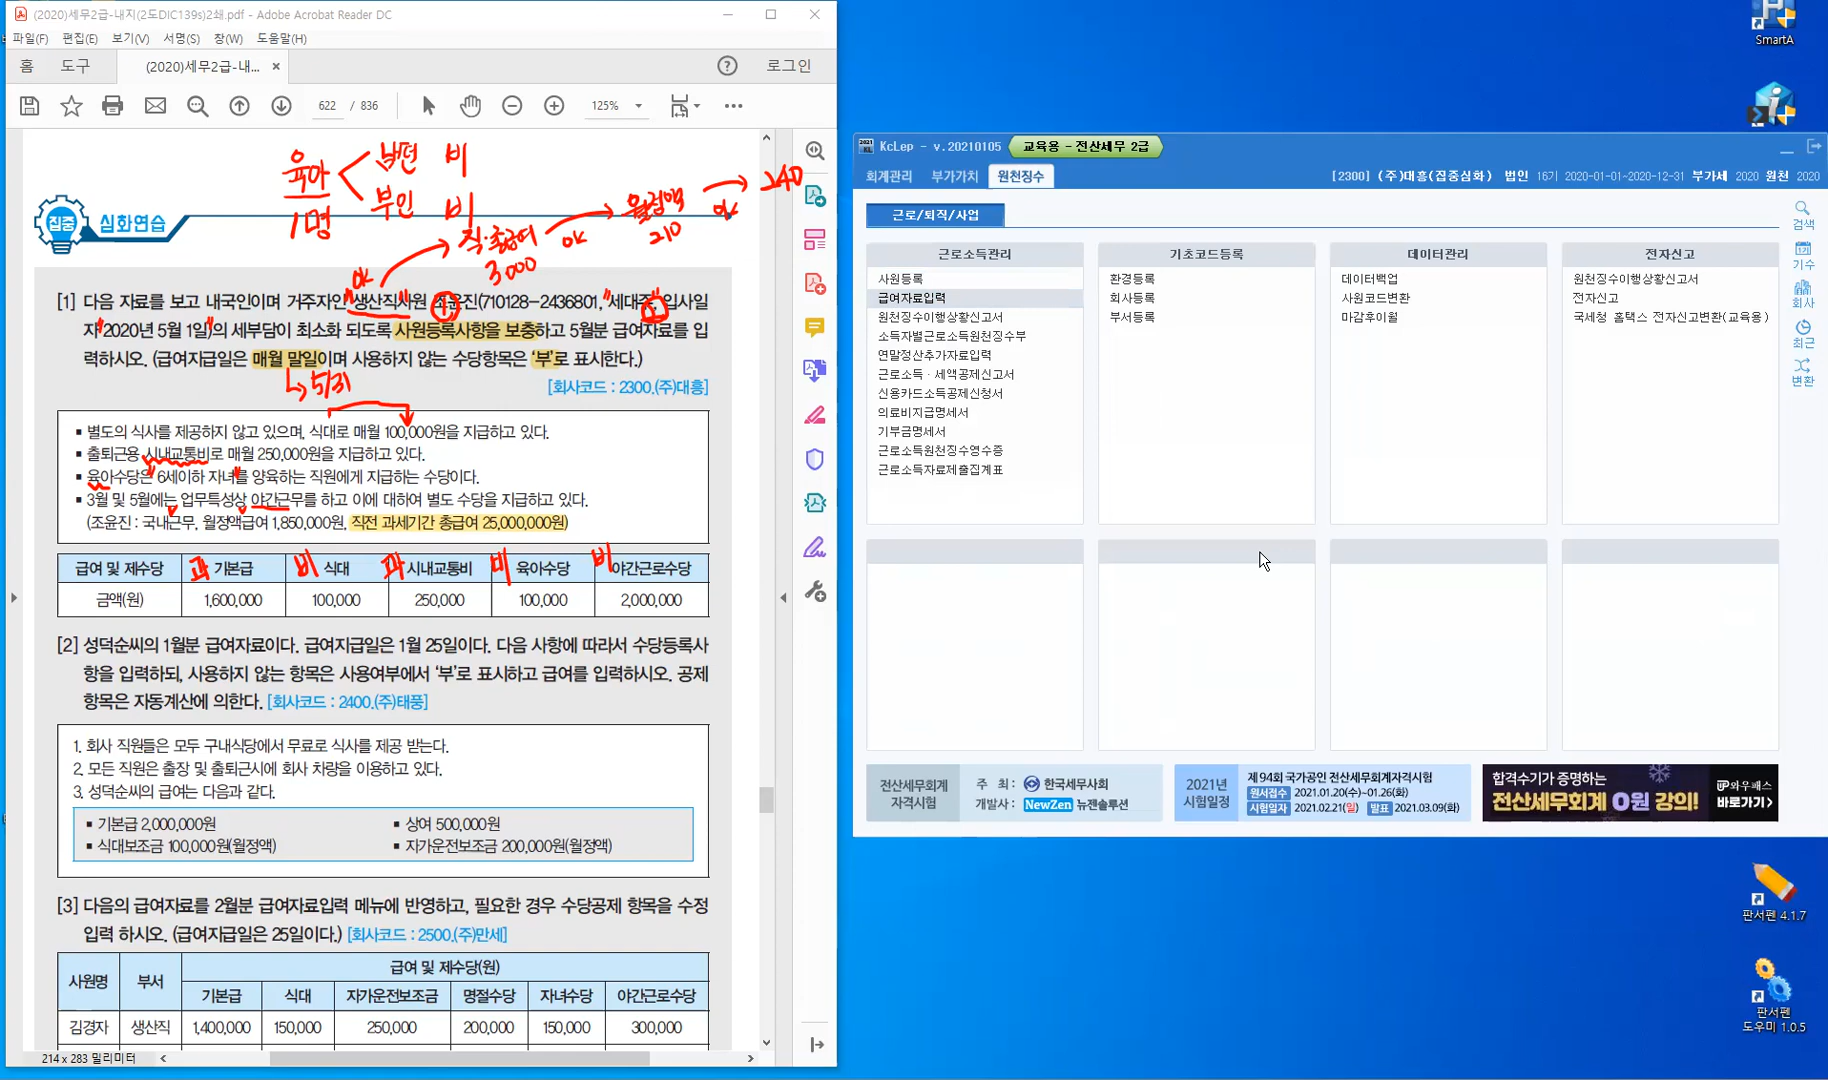 (2020)세무2급-내지(2도DIC139s)2쇄.pdf - Adobe Acrobat Reader DC
파일(F) 편집(E) 보기(V) 서명(S) 창(W) 도움말(H)
홈 도구 (2020)세무2급-내... × 로그인
622 / 836 125%
육아 남편 비
1명 부인 비
직·총급여 3000 ok 월정액 210 ok 240
ok
집중 심화연습
[1] 다음 자료를 보고 내국인이며 거주자인 생산직사원 조윤진(710128-2436801, 세대주, 입사일
자 2020년 5월 1일)의 세부담이 최소화 되도록 사원등록사항을 보충하고 5월분 급여자료를 입
력하시오. (급여지급일은 매월 말일이며 사용하지 않는 수당항목은 '부'로 표시한다.)
5/31
[회사코드 : 2300.(주)대흥]
▪ 별도의 식사를 제공하지 않고 있으며, 식대로 매월 100,000원을 지급하고 있다.
▪ 출퇴근용 시내교통비로 매월 250,000원을 지급하고 있다.
▪ 육아수당은 6세이하 자녀를 양육하는 직원에게 지급하는 수당이다.
▪ 3월 및 5월에는 업무특성상 야간근무를 하고 이에 대하여 별도 수당을 지급하고 있다.
(조윤진 : 국내근무, 월정액급여 1,850,000원, 직전 과세기간 총급여 25,000,000원)
급여 및 제수당 과 기본급 비 식대 과 시내교통비 비 육아수당 비 야간근로수당
금액(원) 1,600,000 100,000 250,000 100,000 2,000,000
[2] 성덕순씨의 1월분 급여자료이다. 급여지급일은 1월 25일이다. 다음 사항에 따라서 수당등록사
항을 입력하되, 사용하지 않는 항목은 사용여부에서 '부'로 표시하고 급여를 입력하시오. 공제
항목은 자동계산에 의한다. [회사코드 : 2400.(주)태풍]
1. 회사 직원들은 모두 구내식당에서 무료로 식사를 제공 받는다.
2. 모든 직원은 출장 및 출퇴근시에 회사 차량을 이용하고 있다.
3. 성덕순씨의 급여는 다음과 같다.
▪ 기본급 2,000,000원 ▪ 상여 500,000원
▪ 식대보조금 100,000원(월정액) ▪ 자가운전보조금 200,000원(월정액)
[3] 다음의 급여자료를 2월분 급여자료입력 메뉴에 반영하고, 필요한 경우 수당공제 항목을 수정
입력 하시오. (급여지급일은 25일이다.) [회사코드 : 2500.(주)만세]
사원명 부서 급여 및 제수당(원)
기본급 식대 자가운전보조금 명절수당 자녀수당 야간근로수당
김경자 생산직 1,400,000 150,000 250,000 200,000 150,000 300,000
214 x 283 밀리미터
SmartA
KcLep - v.20210105 교육용 - 전산세무 2급
회계관리 부가가치 원천징수 [2300] (주)대흥(집중심화) 법인 16기 2020-01-01~2020-12-31 부가세 2020 원천 2020
근로/퇴직/사업
근로소득관리
사원등록
급여자료입력
원천징수이행상황신고서
소득자별근로소득원천징수부
연말정산추가자료입력
근로소득·세액공제신고서
신용카드소득공제신청서
의료비지급명세서
기부금명세서
근로소득원천징수영수증
근로소득자료제출집계표
기초코드등록
환경등록
회사등록
부서등록
데이터관리
데이터백업
사원코드변환
마감후이월
전자신고
원천징수이행상황신고서
전자신고
국세청 홈택스 전자신고변환(교육용)
검색
기수
회사
최근
변환
전산세무회계 자격시험
주 최 : 한국세무사회
개발사 : NewZen 뉴젠솔루션
2021년 시험일정
제 94회 국가공인 전산세무회계자격시험
원서접수 2021.01.20(수)~01.26(화)
시험일자 2021.02.21(일) 발표 2021.03.09(화)
합격수기가 증명하는
전산세무회계 0원 강의!
와우패스
바로가기>
판서펜 4.1.7
판서펜
도우미 1.0.5